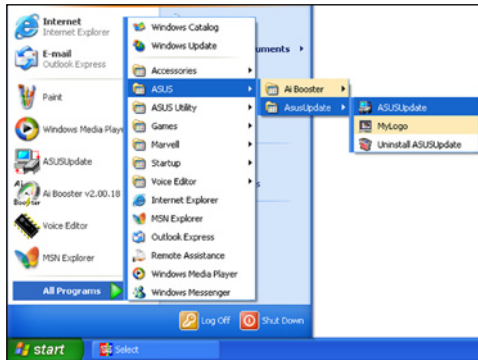 Internet
Internet Explorer
E-mail
Outlook Express
Paint
Windows Media Play
ASUSUpdate
Ai Booster v2.00.18
Voice Editor
MSN Explorer
All Programs
Windows Catalog
Windows Update
Accessories
ASUS
ASUS Utility
Games
Marvell
Startup
Voice Editor
Internet Explorer
MSN Explorer
Outlook Express
Remote Assistance
Windows Media Player
Windows Messenger
uments
s
Ai Booster
AsusUpdate
ASUSUpdate
MyLogo
Uninstall ASUSUpdate
Log Off
Shut Down
start
Select